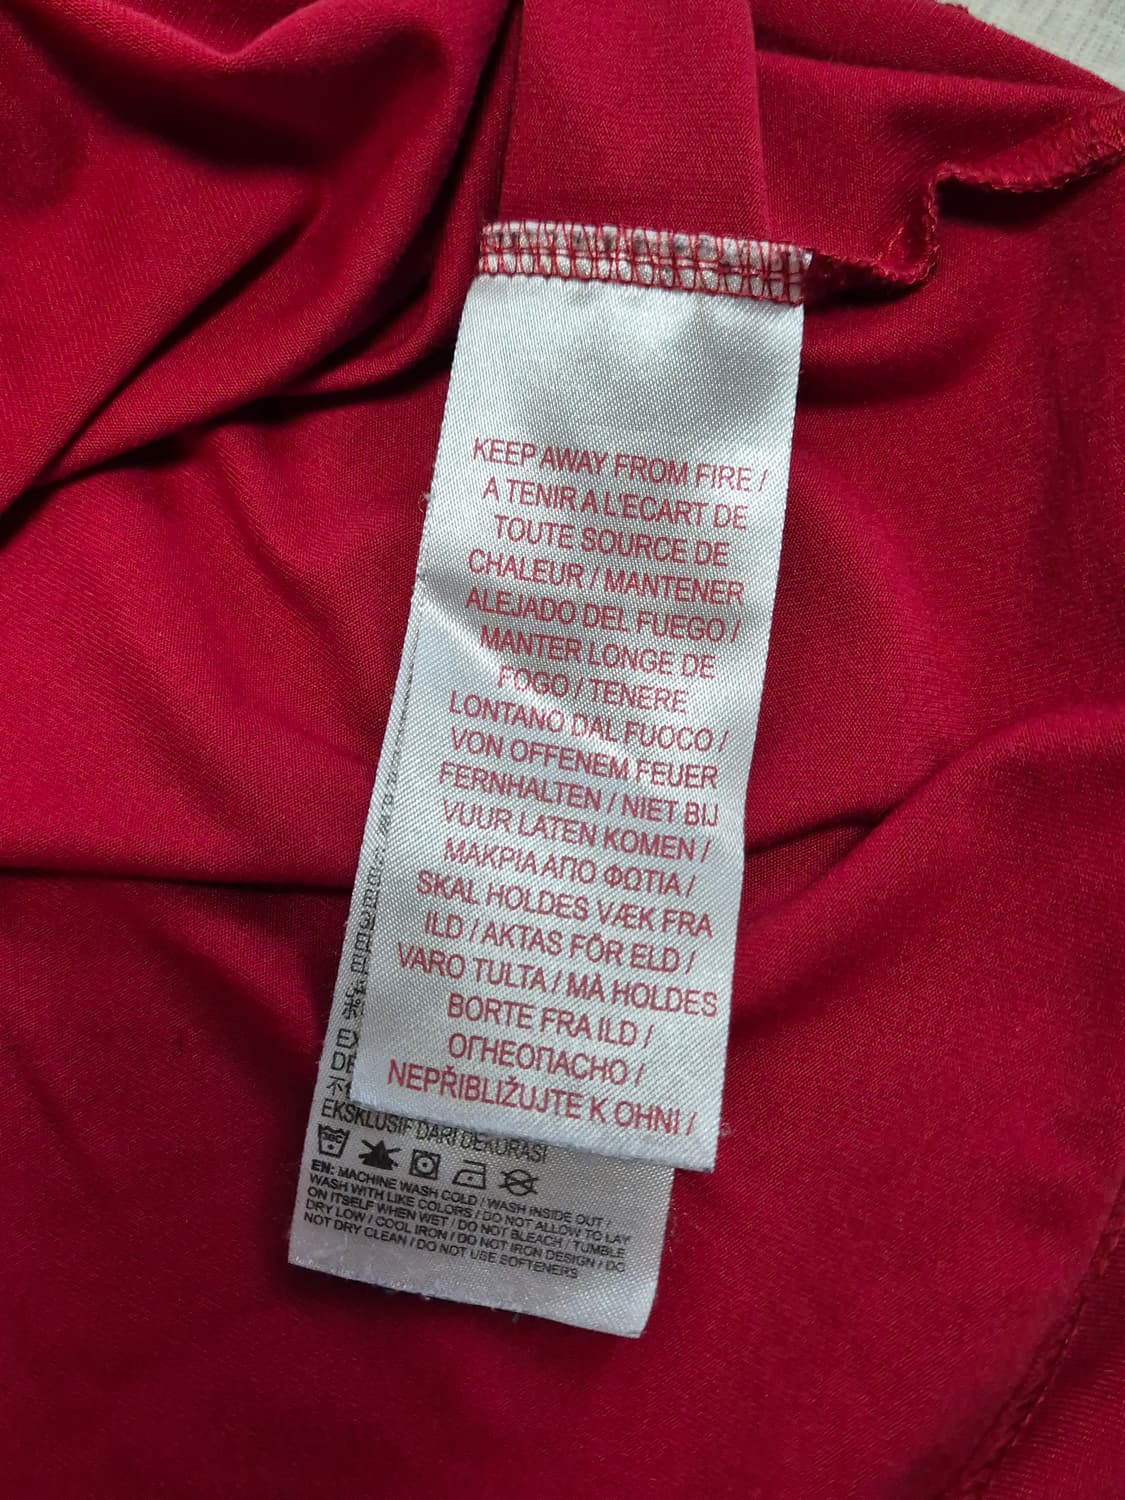 KEEP AWAY FROM FIRE /
A TENIR A L'ECART DE
TOUTE SOURCE DE
CHALEUR / MANTENER
ALEJADO DEL FUEGO /
MANTER LONGE DE
FOGO / TENERE
LONTANO DAL FUOCO /
VON OFFENEM FEUER
FERNHALTEN / NIET BIJ
VUUR LATEN KOMEN /
ΜΑΚΡΙΑ ΑΠΟ ΦΩΤΙΑ /
SKAL HOLDES VÆK FRA
ILD / AKTAS FÖR ELD /
VARO TULTA / MÅ HOLDES
BORTE FRA ILD /
ОГНЕОПАСНО /
NEPŘIBLIŽUJTE K OHNI /
EKSKLUSIF DARI DEKORASI
30C
EN: MACHINE WASH COLD / WASH INSIDE OUT /
WASH WITH LIKE COLORS / DO NOT ALLOW TO LAY
ON ITSELF WHEN WET / DO NOT BLEACH / TUMBLE
DRY LOW / COOL IRON / DO NOT IRON DESIGN / DO
NOT DRY CLEAN / DO NOT USE SOFTENERS